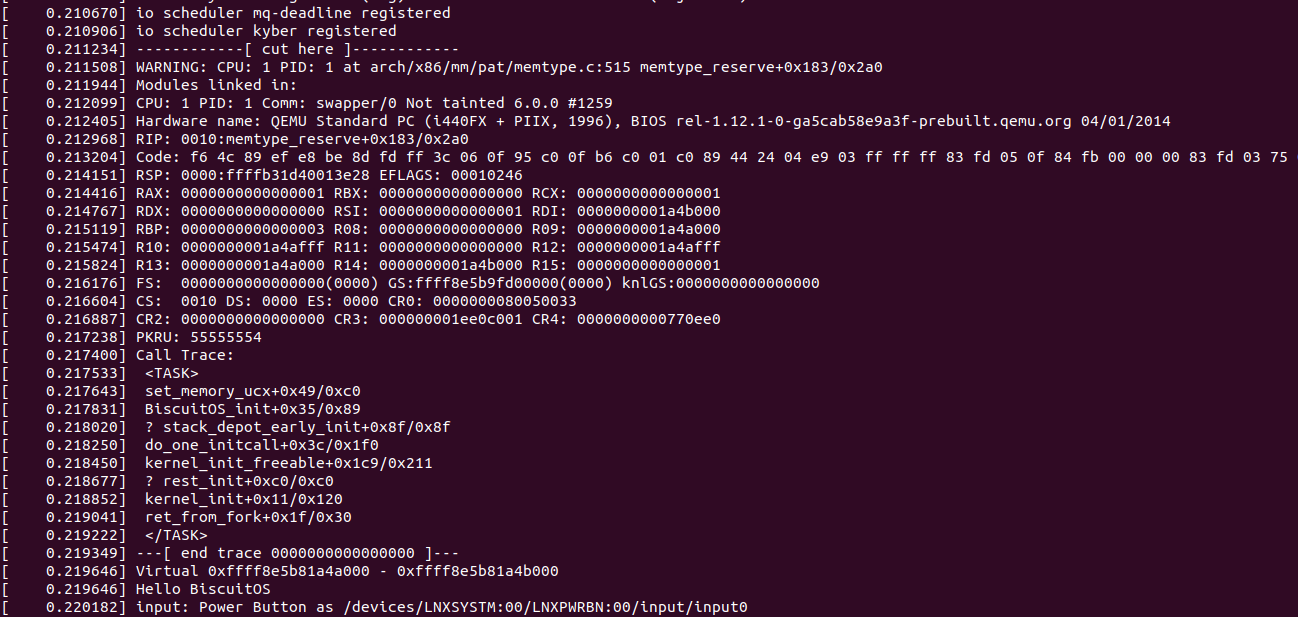 [    0.210670] io scheduler mq-deadline registered
[    0.210906] io scheduler kyber registered
[    0.211234] ------------[ cut here ]------------
[    0.211508] WARNING: CPU: 1 PID: 1 at arch/x86/mm/pat/memtype.c:515 memtype_reserve+0x183/0x2a0
[    0.211944] Modules linked in:
[    0.212099] CPU: 1 PID: 1 Comm: swapper/0 Not tainted 6.0.0 #1259
[    0.212405] Hardware name: QEMU Standard PC (i440FX + PIIX, 1996), BIOS rel-1.12.1-0-ga5cab58e9a3f-prebuilt.qemu.org 04/01/2014
[    0.212968] RIP: 0010:memtype_reserve+0x183/0x2a0
[    0.213204] Code: f6 4c 89 ef e8 be 8d fd ff 3c 06 0f 95 c0 0f b6 c0 01 c0 89 44 24 04 e9 03 ff ff ff 83 fd 05 0f 84 fb 00 00 00 83 fd 03 75
[    0.214151] RSP: 0000:ffffb31d40013e28 EFLAGS: 00010246
[    0.214416] RAX: 0000000000000001 RBX: 0000000000000000 RCX: 0000000000000001
[    0.214767] RDX: 0000000000000000 RSI: 0000000000000001 RDI: 0000000001a4b000
[    0.215119] RBP: 0000000000000003 R08: 0000000000000000 R09: 0000000001a4a000
[    0.215474] R10: 0000000001a4afff R11: 0000000000000000 R12: 0000000001a4afff
[    0.215824] R13: 0000000001a4a000 R14: 0000000001a4b000 R15: 0000000000000001
[    0.216176] FS:  0000000000000000(0000) GS:ffff8e5b9fd00000(0000) knlGS:0000000000000000
[    0.216604] CS:  0010 DS: 0000 ES: 0000 CR0: 0000000080050033
[    0.216887] CR2: 0000000000000000 CR3: 000000001ee0c001 CR4: 0000000000770ee0
[    0.217238] PKRU: 55555554
[    0.217400] Call Trace:
[    0.217533]  <TASK>
[    0.217643]  set_memory_ucx+0x49/0xc0
[    0.217831]  BiscuitOS_init+0x35/0x89
[    0.218020]  ? stack_depot_early_init+0x8f/0x8f
[    0.218250]  do_one_initcall+0x3c/0x1f0
[    0.218450]  kernel_init_freeable+0x1c9/0x211
[    0.218677]  ? rest_init+0xc0/0xc0
[    0.218852]  kernel_init+0x11/0x120
[    0.219041]  ret_from_fork+0x1f/0x30
[    0.219222]  </TASK>
[    0.219349] ---[ end trace 0000000000000000 ]---
[    0.219646] Virtual 0xffff8e5b81a4a000 - 0xffff8e5b81a4b000
[    0.219646] Hello BiscuitOS
[    0.220182] input: Power Button as /devices/LNXSYSTM:00/LNXPWRBN:00/input/input0